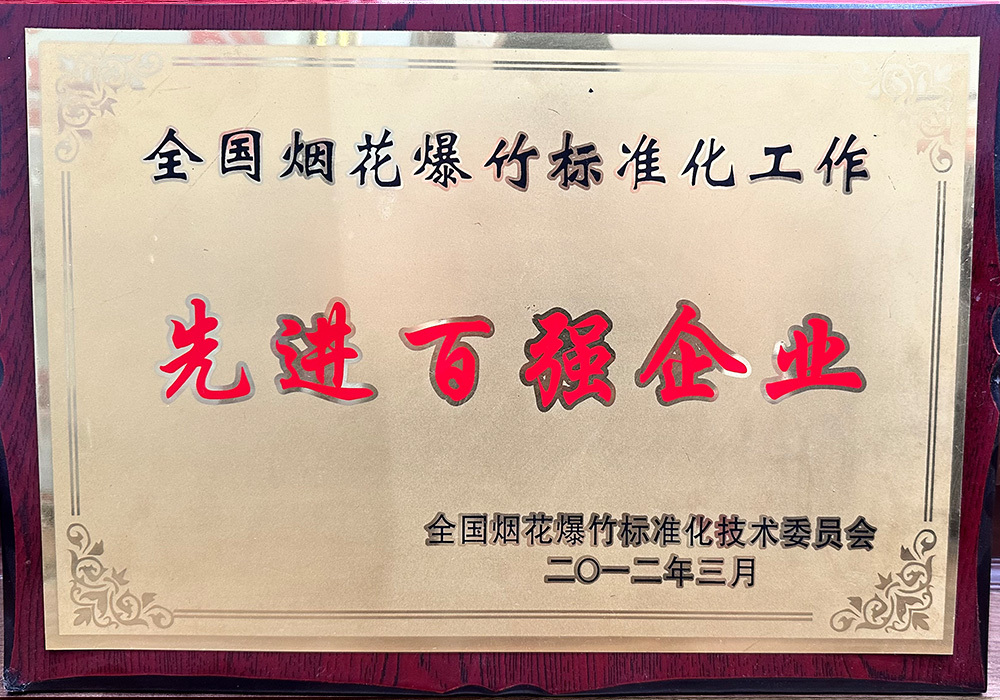 全国烟花爆竹标准化工作
先进百强企业
全国烟花爆竹标准化技术委员会
二〇一二年三月